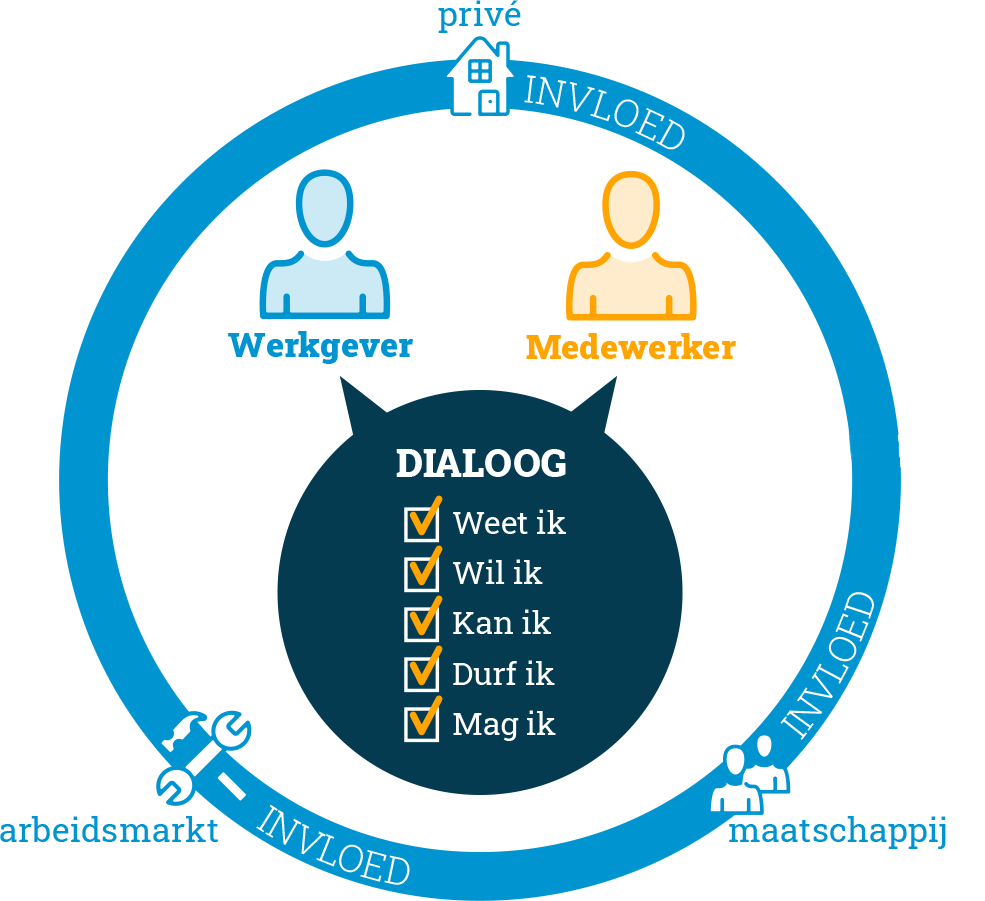 privé
INVLOED
Werkgever
Medewerker
DIALOOG
Weet ik
Wil ik
Kan ik
Durf ik
Mag ik
INVLOED
arbeidsmarkt
maatschappij
INVLOED